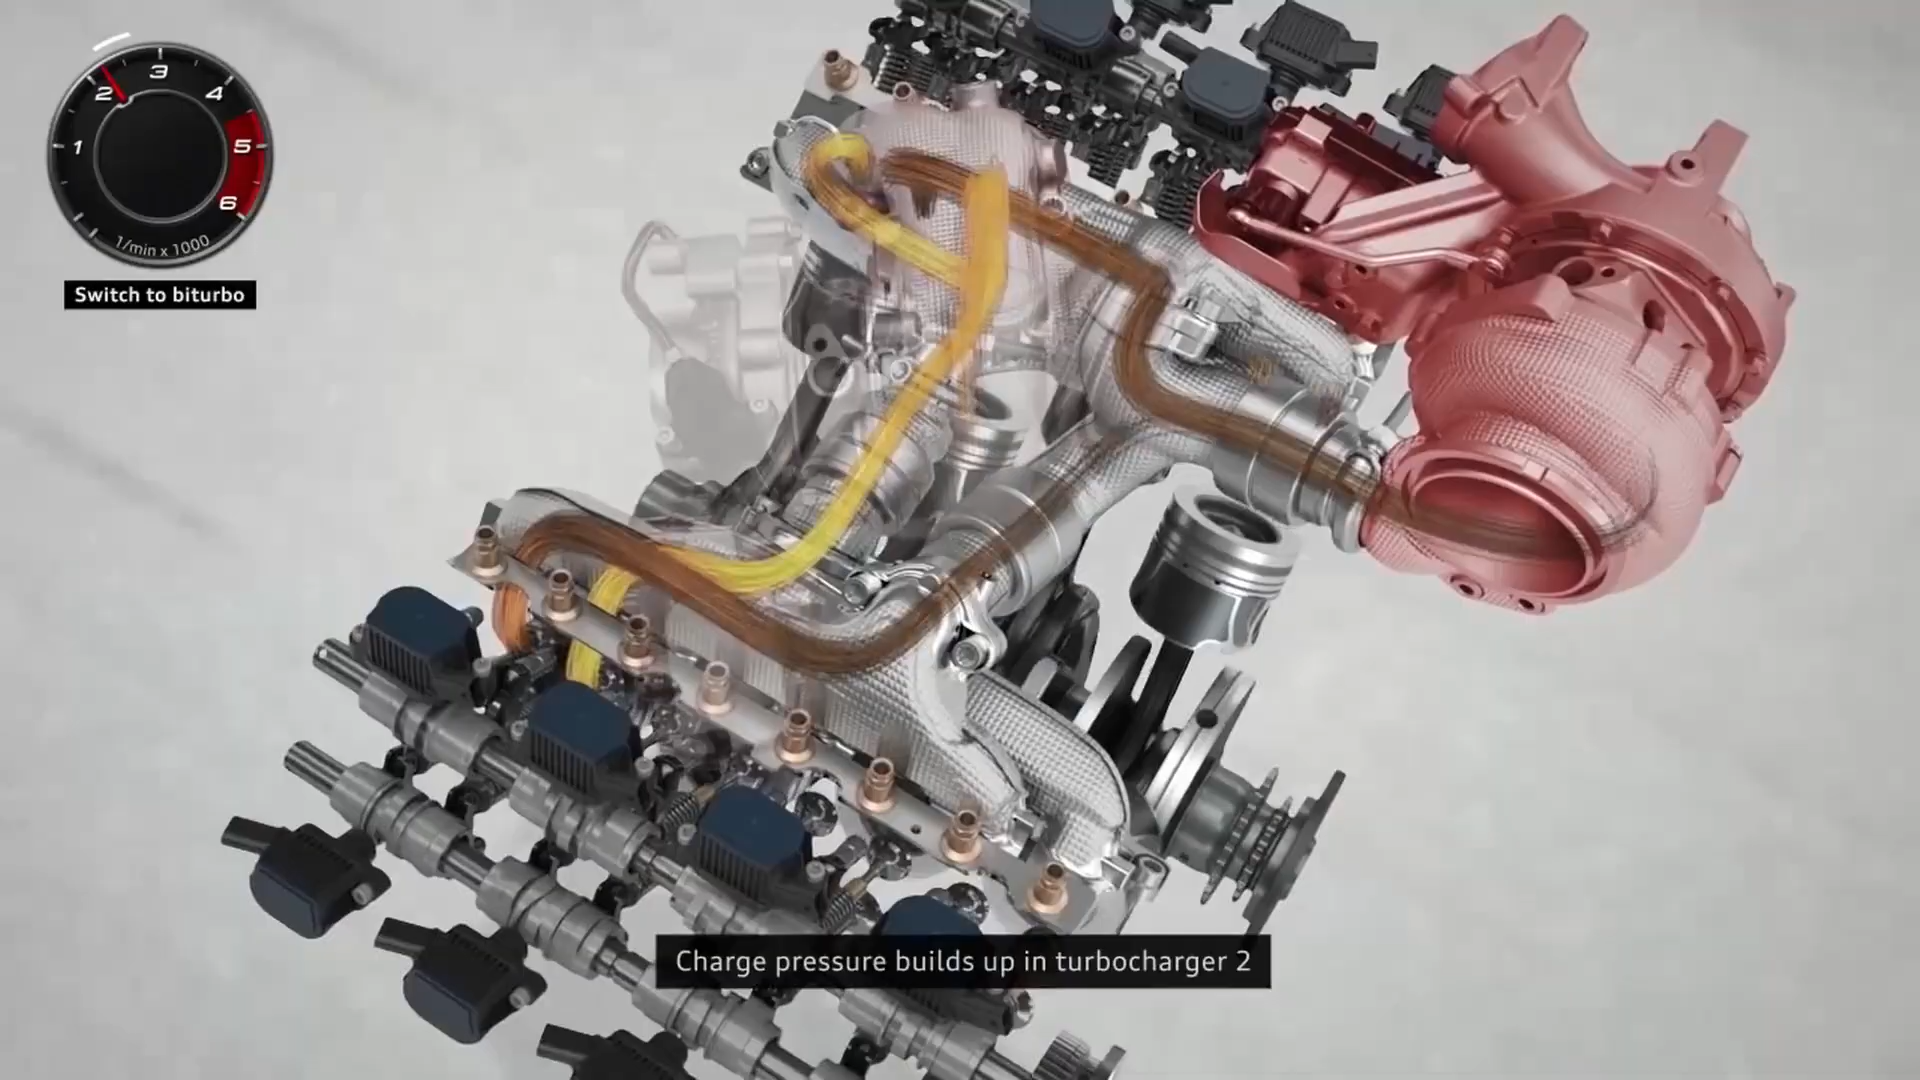 1
2
3
4
5
6
1/min x 1000
Switch to biturbo
Charge pressure builds up in turbocharger 2